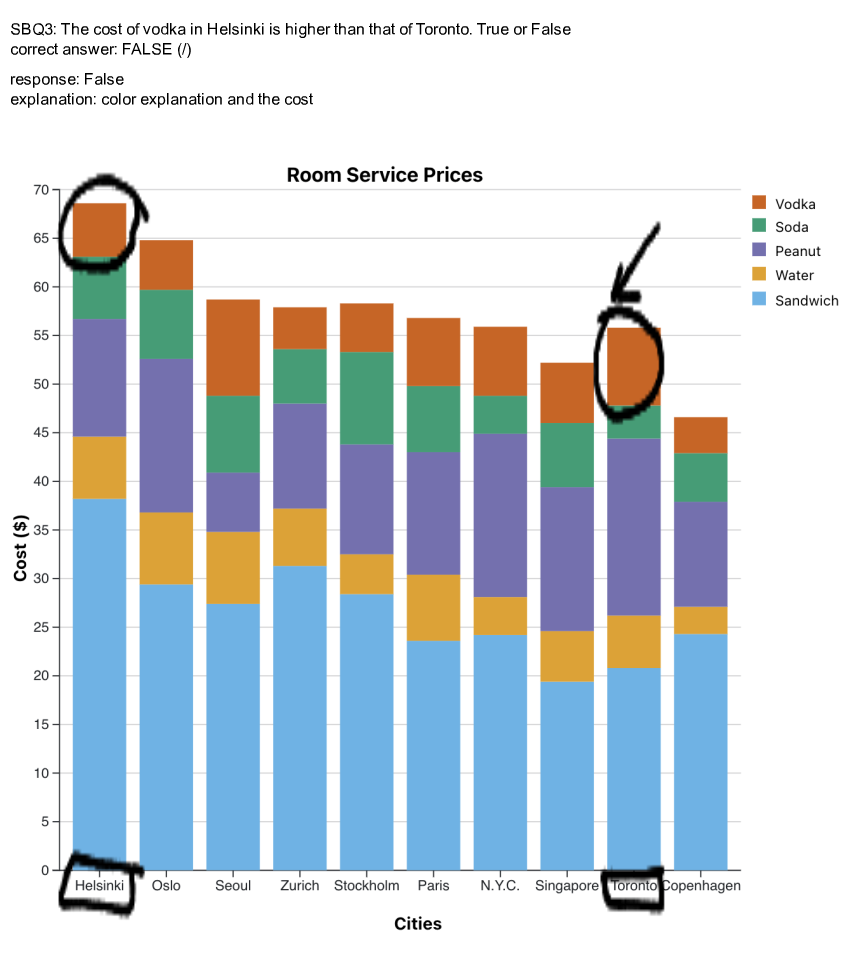 SBQ3: The cost of vodka in Helsinki is higher than that of Toronto. True or False
correct answer: FALSE (/)
response: False
explanation: color explanation and the cost
Room Service Prices
70
65
60
55
50
45
40
35
30
25
20
15
10
5
0
Cost ($)
Vodka
Soda
Peanut
Water
Sandwich
Helsinki Oslo Seoul Zurich Stockholm Paris N.Y.C. Singapore Toronto Copenhagen
Cities